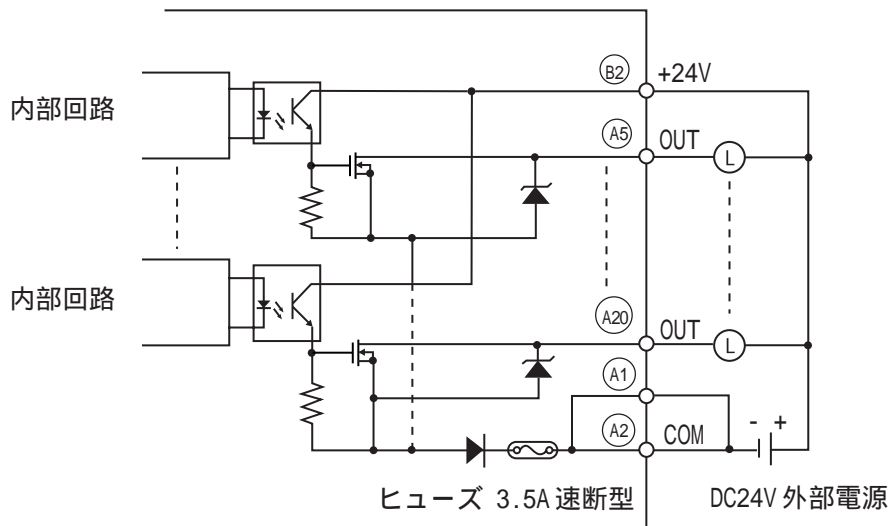 B2 +24V
A5 OUT
内部回路
L
内部回路
A20 OUT
L
A1
A2 COM
- +
ヒューズ 3.5A 速断型
DC24V 外部電源